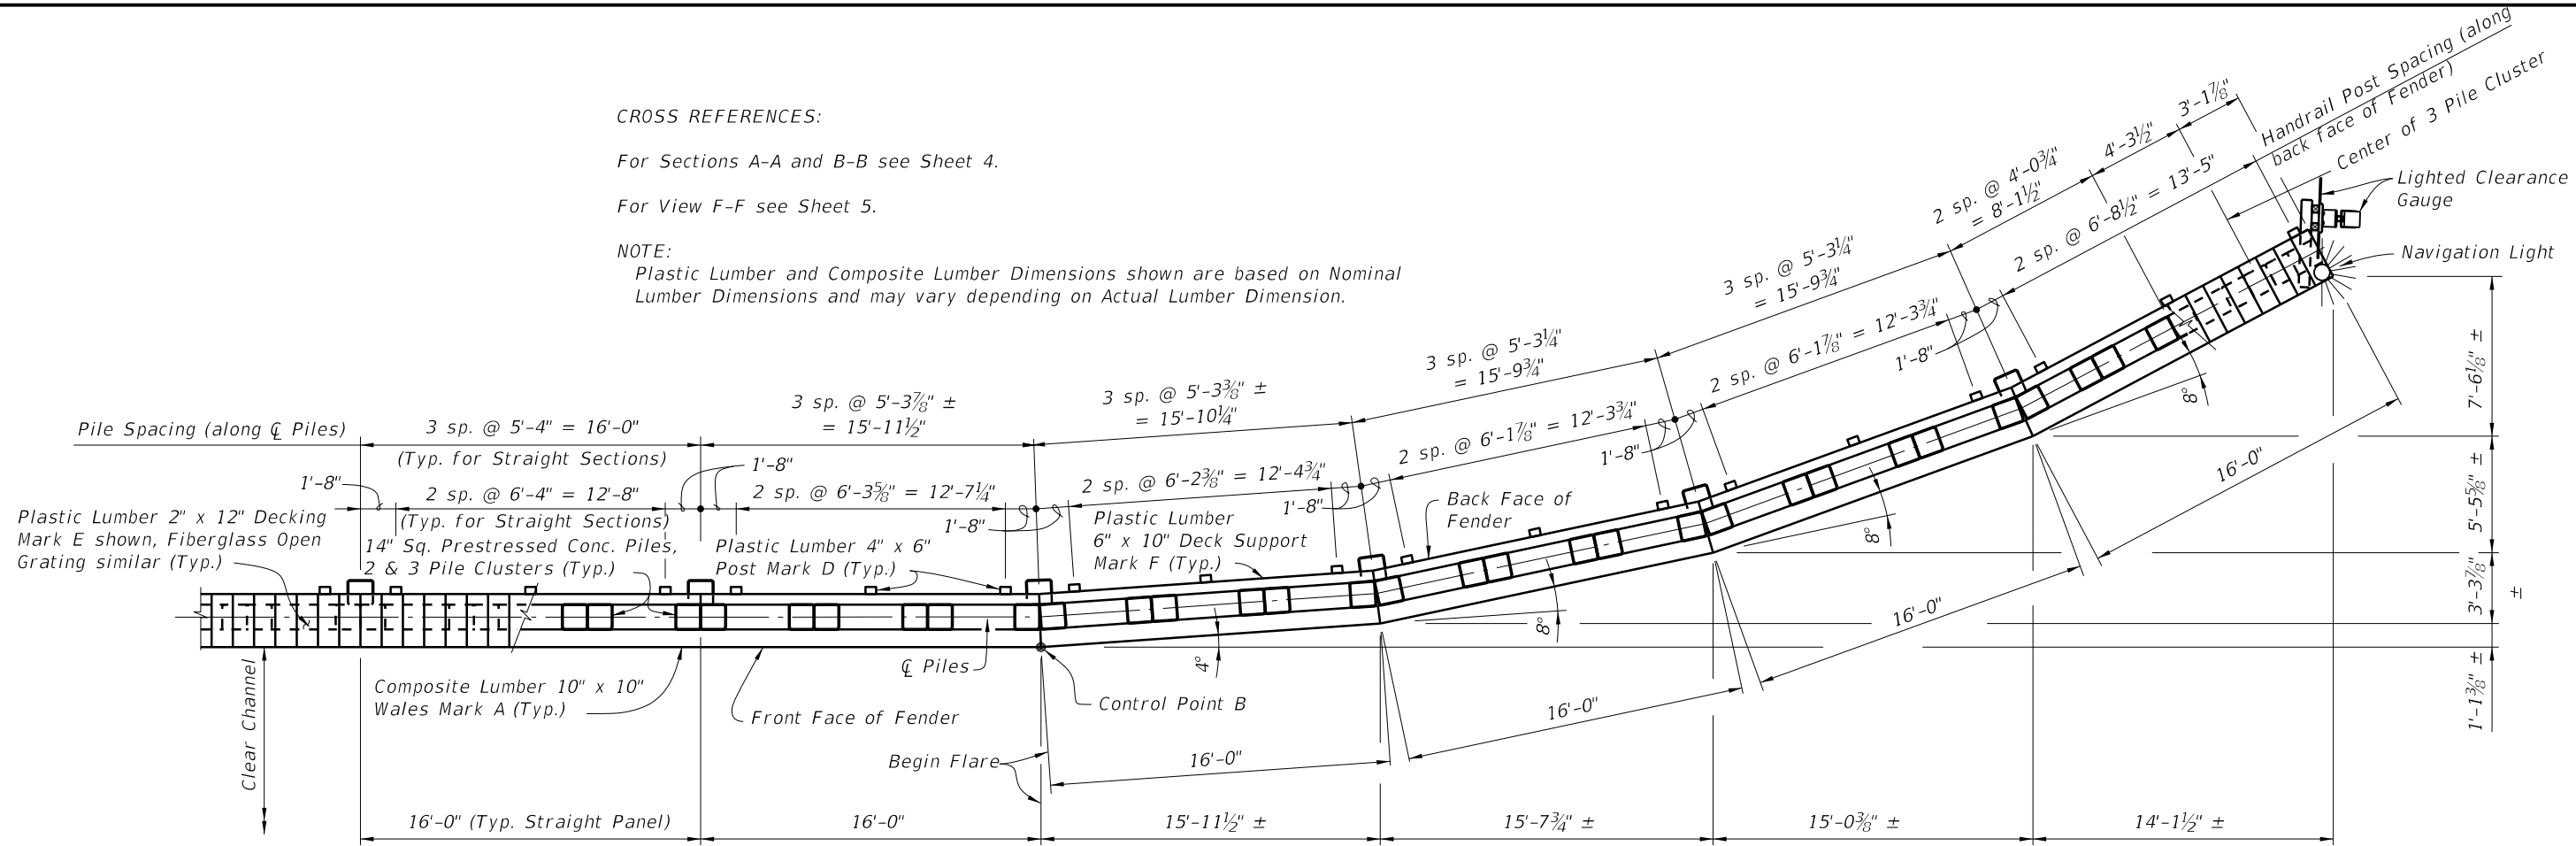 CROSS REFERENCES:
For Sections A-A and B-B see Sheet 4.
For View F-F see Sheet 5.
NOTE:
Plastic Lumber and Composite Lumber Dimensions shown are based on Nominal
Lumber Dimensions and may vary depending on Actual Lumber Dimension.
Handrail Post Spacing (along
back face of Fender)
Center of 3 Pile Cluster
Lighted Clearance
Gauge
Navigation Light
3'-1⅞"
4'-3½"
2 sp. @ 4'-0¾"
= 8'-1½"
2 sp. @ 6'-8½" = 13'-5"
3 sp. @ 5'-3¼"
= 15'-9¾"
2 sp. @ 6'-1⅞" = 12'-3¾"
1'-8"
3 sp. @ 5'-3¼"
= 15'-9¾"
2 sp. @ 6'-1⅞" = 12'-3¾"
1'-8"
3 sp. @ 5'-3⅜" ±
= 15'-10¼"
2 sp. @ 6'-2⅜" = 12'-4¾"
1'-8"
3 sp. @ 5'-3⅞" ±
= 15'-11½"
1'-8"
2 sp. @ 6'-3⅝" = 12'-7¼"
1'-8"
Pile Spacing (along ℄ Piles)
3 sp. @ 5'-4" = 16'-0"
(Typ. for Straight Sections)
1'-8"
2 sp. @ 6'-4" = 12'-8"
(Typ. for Straight Sections)
Plastic Lumber 2" x 12" Decking
Mark E shown, Fiberglass Open
Grating similar (Typ.)
14" Sq. Prestressed Conc. Piles,
2 & 3 Pile Clusters (Typ.)
Plastic Lumber 4" x 6"
Post Mark D (Typ.)
Plastic Lumber
6" x 10" Deck Support
Mark F (Typ.)
Back Face of
Fender
℄ Piles
4°
8°
8°
8°
Clear Channel
Composite Lumber 10" x 10"
Wales Mark A (Typ.)
Front Face of Fender
Control Point B
Begin Flare
16'-0"
16'-0"
16'-0"
16'-0"
7'-6⅛" ±
5'-5⅝" ±
3'-3⅞"
±
1'-1⅜" ±
16'-0" (Typ. Straight Panel)
16'-0"
15'-11½" ±
15'-7¾" ±
15'-0⅜" ±
14'-1½" ±